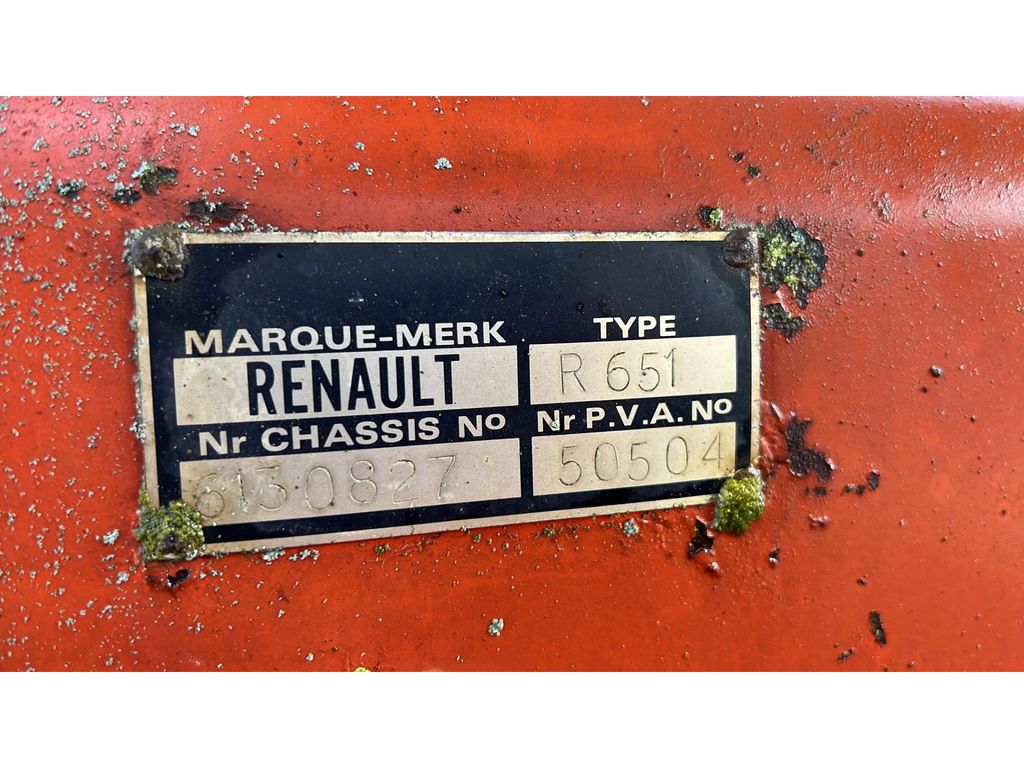 MARQUE-MERK TYPE
RENAULT R 651
Nr CHASSIS No Nr P.V.A. No
6130827 50504